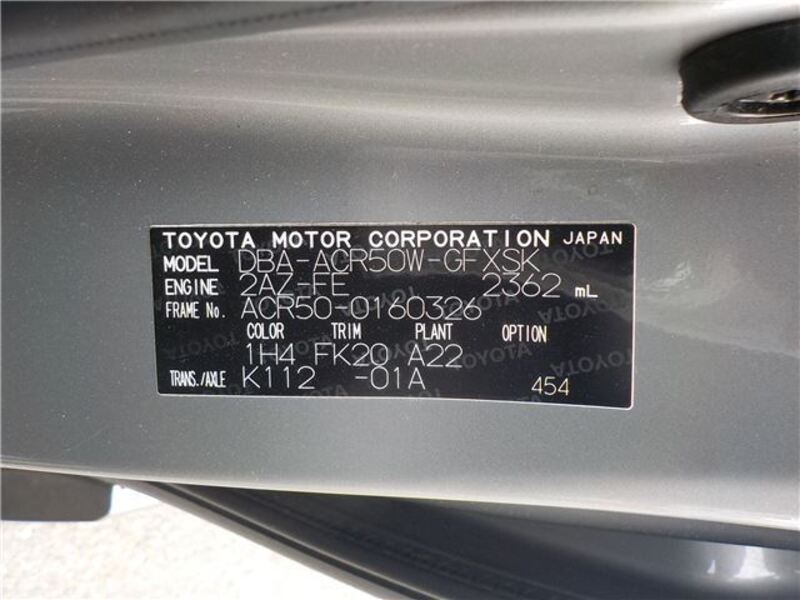 TOYOTA MOTOR CORPORATION JAPAN
MODEL DBA-ACR50W-GFXSK
ENGINE 2AZ-FE 2362 mL
FRAME No. ACR50-0160326
COLOR TRIM PLANT OPTION
1H4 FK20 A22
TRANS./AXLE K112 -01A 454